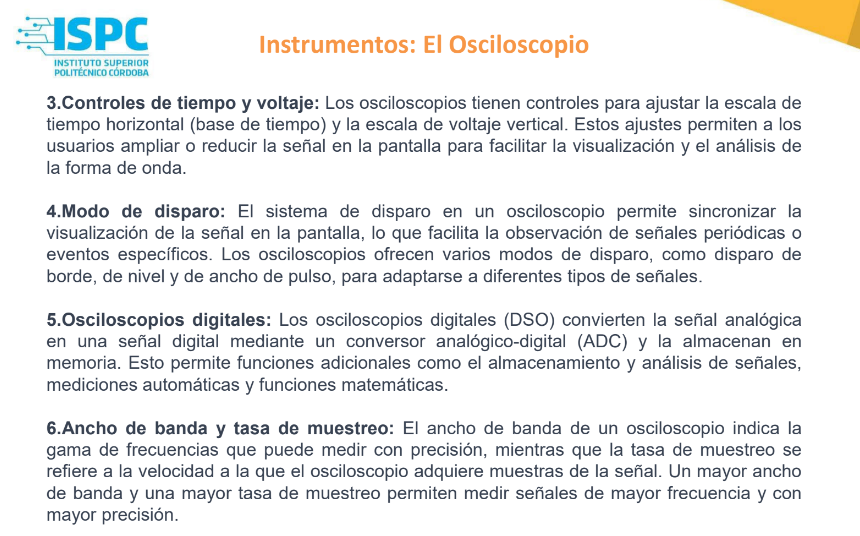 ISPC
INSTITUTO SUPERIOR
POLITÉCNICO CÓRDOBA
Instrumentos: El Osciloscopio
3.Controles de tiempo y voltaje: Los osciloscopios tienen controles para ajustar la escala de
tiempo horizontal (base de tiempo) y la escala de voltaje vertical. Estos ajustes permiten a los
usuarios ampliar o reducir la señal en la pantalla para facilitar la visualización y el análisis de
la forma de onda.
4.Modo de disparo: El sistema de disparo en un osciloscopio permite sincronizar la
visualización de la señal en la pantalla, lo que facilita la observación de señales periódicas o
eventos específicos. Los osciloscopios ofrecen varios modos de disparo, como disparo de
borde, de nivel y de ancho de pulso, para adaptarse a diferentes tipos de señales.
5.Osciloscopios digitales: Los osciloscopios digitales (DSO) convierten la señal analógica
en una señal digital mediante un conversor analógico-digital (ADC) y la almacenan en
memoria. Esto permite funciones adicionales como el almacenamiento y análisis de señales,
mediciones automáticas y funciones matemáticas.
6.Ancho de banda y tasa de muestreo: El ancho de banda de un osciloscopio indica la
gama de frecuencias que puede medir con precisión, mientras que la tasa de muestreo se
refiere a la velocidad a la que el osciloscopio adquiere muestras de la señal. Un mayor ancho
de banda y una mayor tasa de muestreo permiten medir señales de mayor frecuencia y con
mayor precisión.